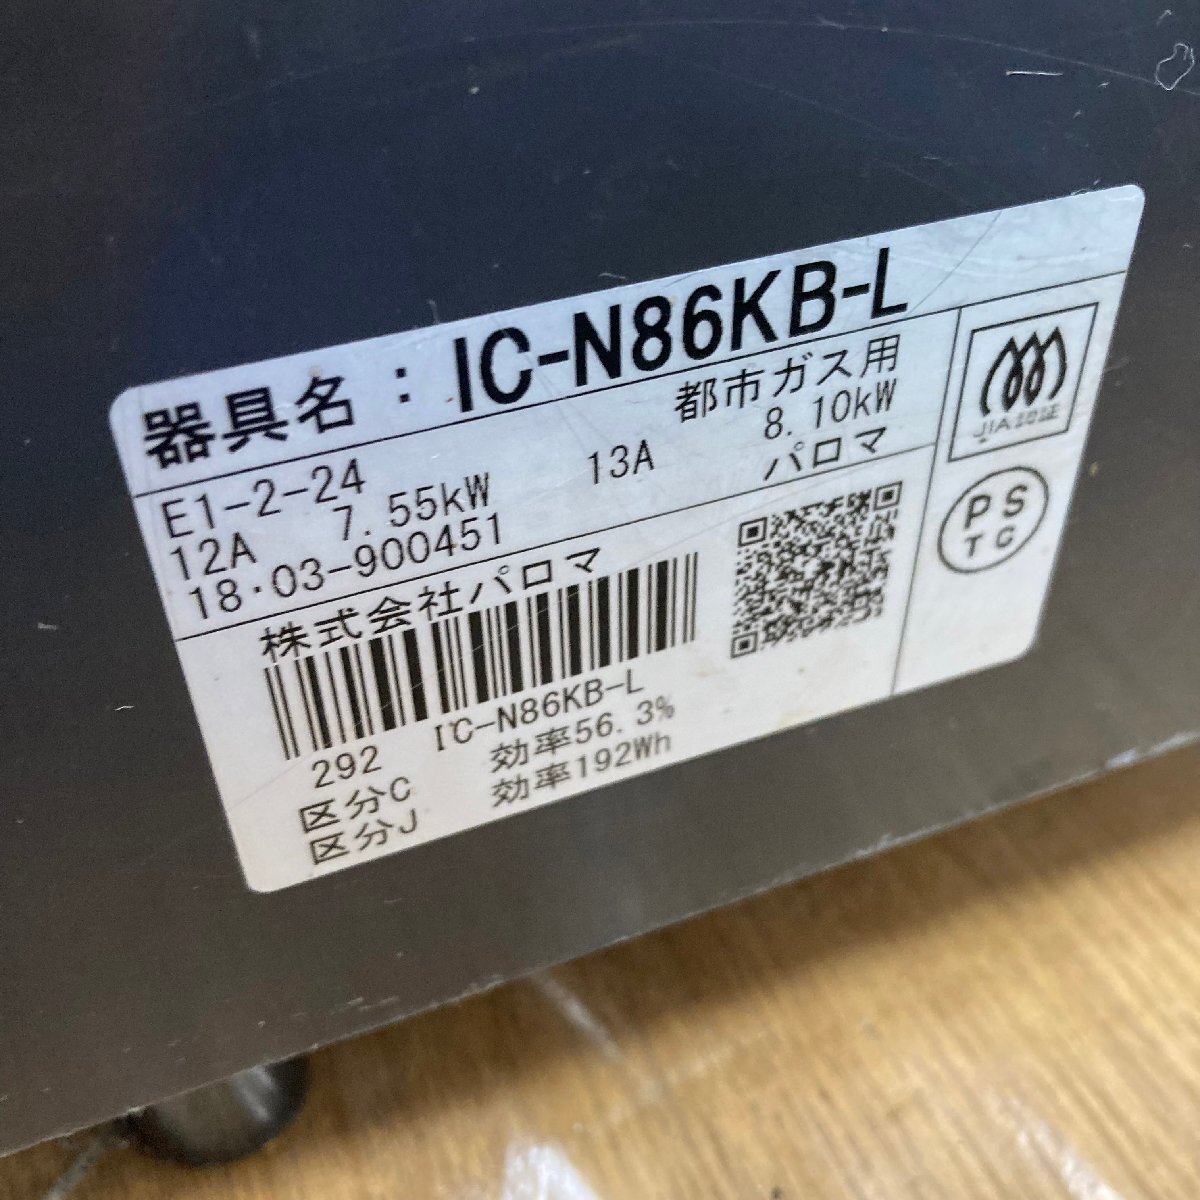 器具名：IC-N86KB-L
E1-2-24 都市ガス用
12A 7.55kW 13A 8.10kW
18・03-900451 パロマ
株式会社パロマ
292 IC-N86KB-L
区分C 効率56.3%
区分J 効率192Wh
JIA認証
PS
TG